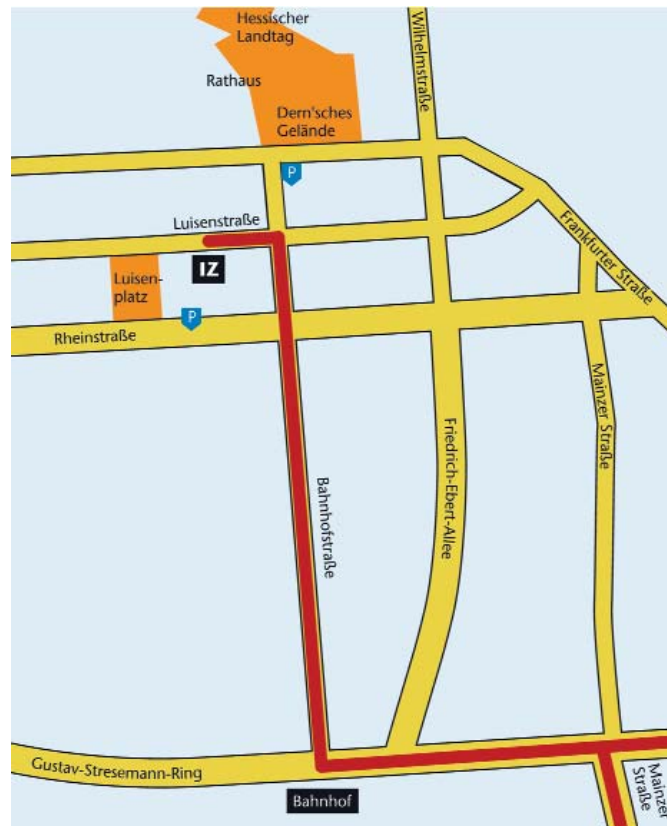 Hessischer
Landtag
Wilhelmstraße
Rathaus
Dern'sches
Gelände
P
Luisenstraße
Frankfurter Straße
IZ
Luisen-
platz
P
Rheinstraße
Mainzer Straße
Friedrich-Ebert-Allee
Bahnhofstraße
Gustav-Stresemann-Ring
Bahnhof
Mainzer
Straße